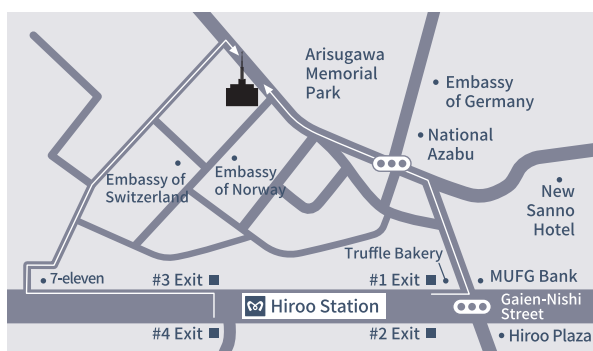 Arisugawa
Memorial
Park
Embassy
of Germany
National
Azabu
Embassy of
Switzerland
Embassy
of Norway
New
Sanno
Hotel
Truffle Bakery
7-eleven
#3 Exit
#1 Exit
MUFG Bank
Hiroo Station
Gaien-Nishi
Street
#4 Exit
#2 Exit
Hiroo Plaza